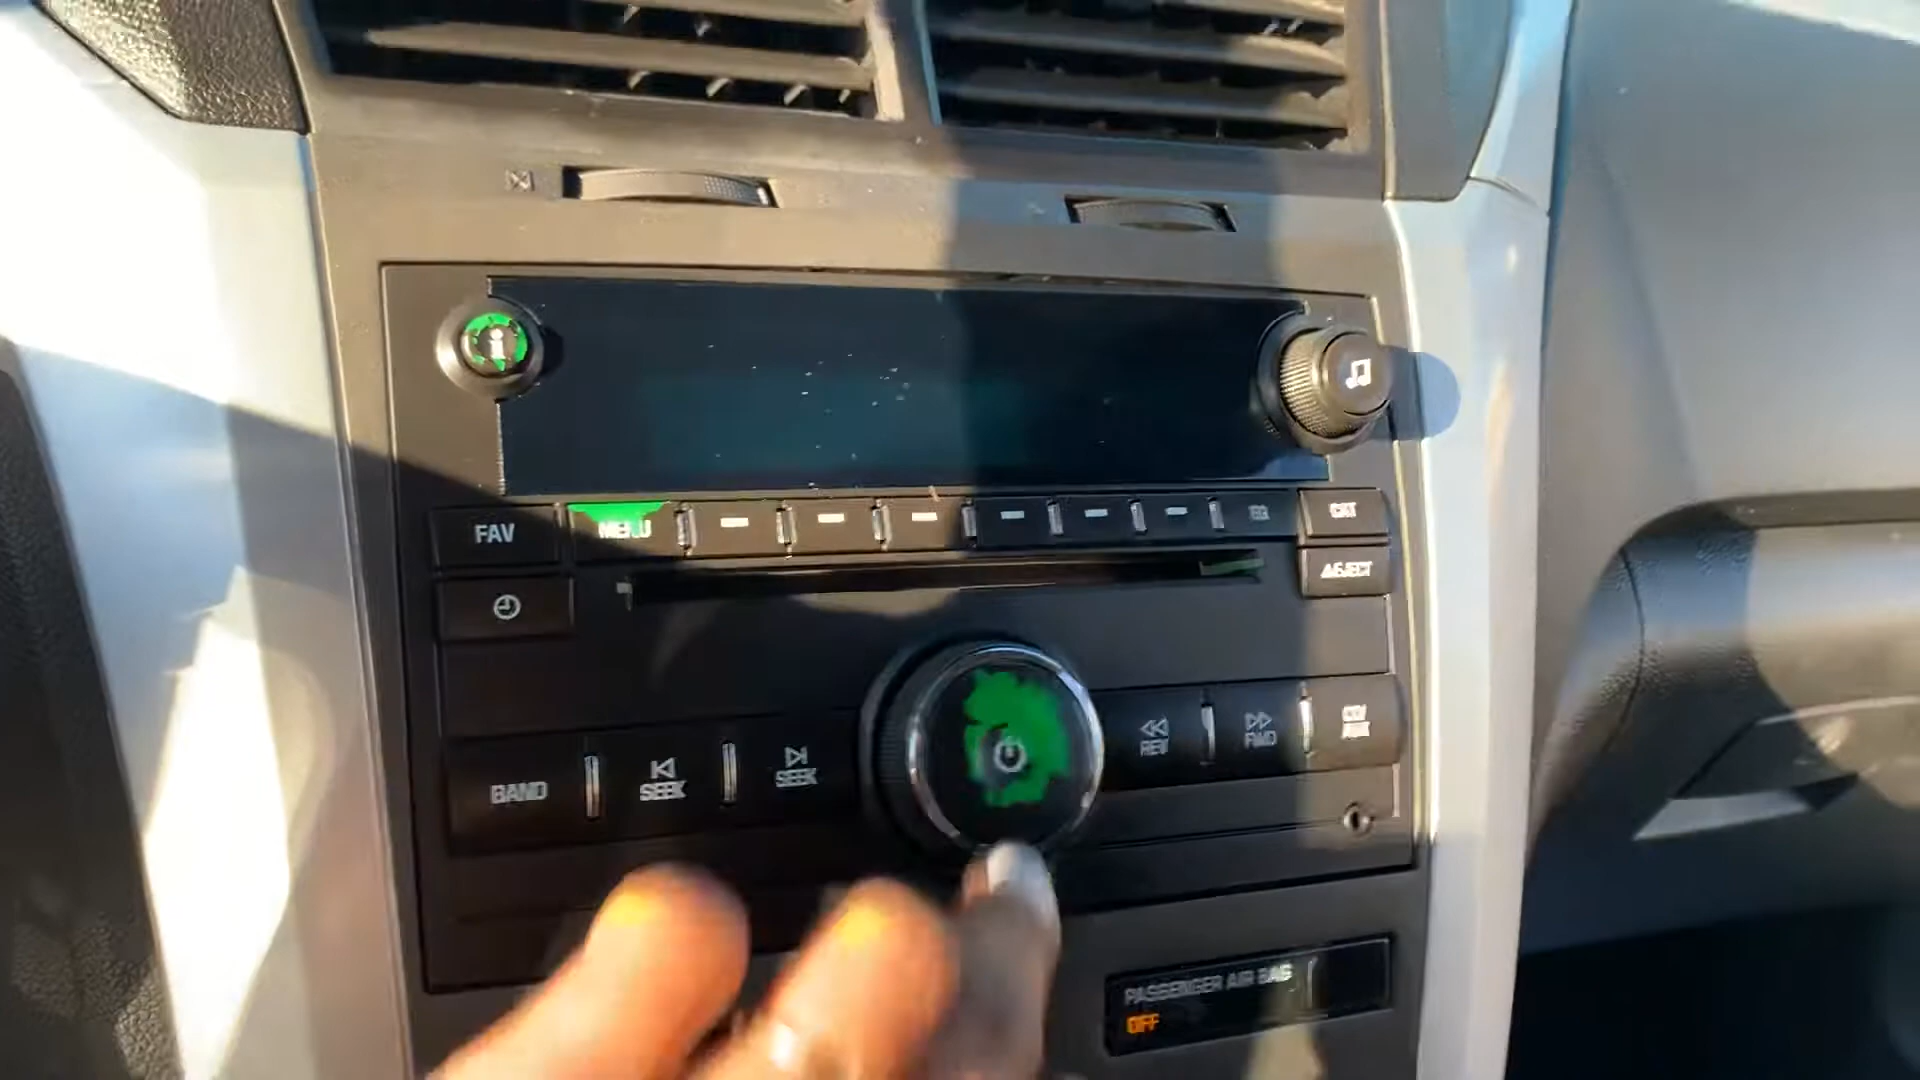 FAV
MENU
EQ
CAT
EJECT
BAND
SEEK
SEEK
REV
FWD
CD/
AUX
PASSENGER AIR BAG
OFF